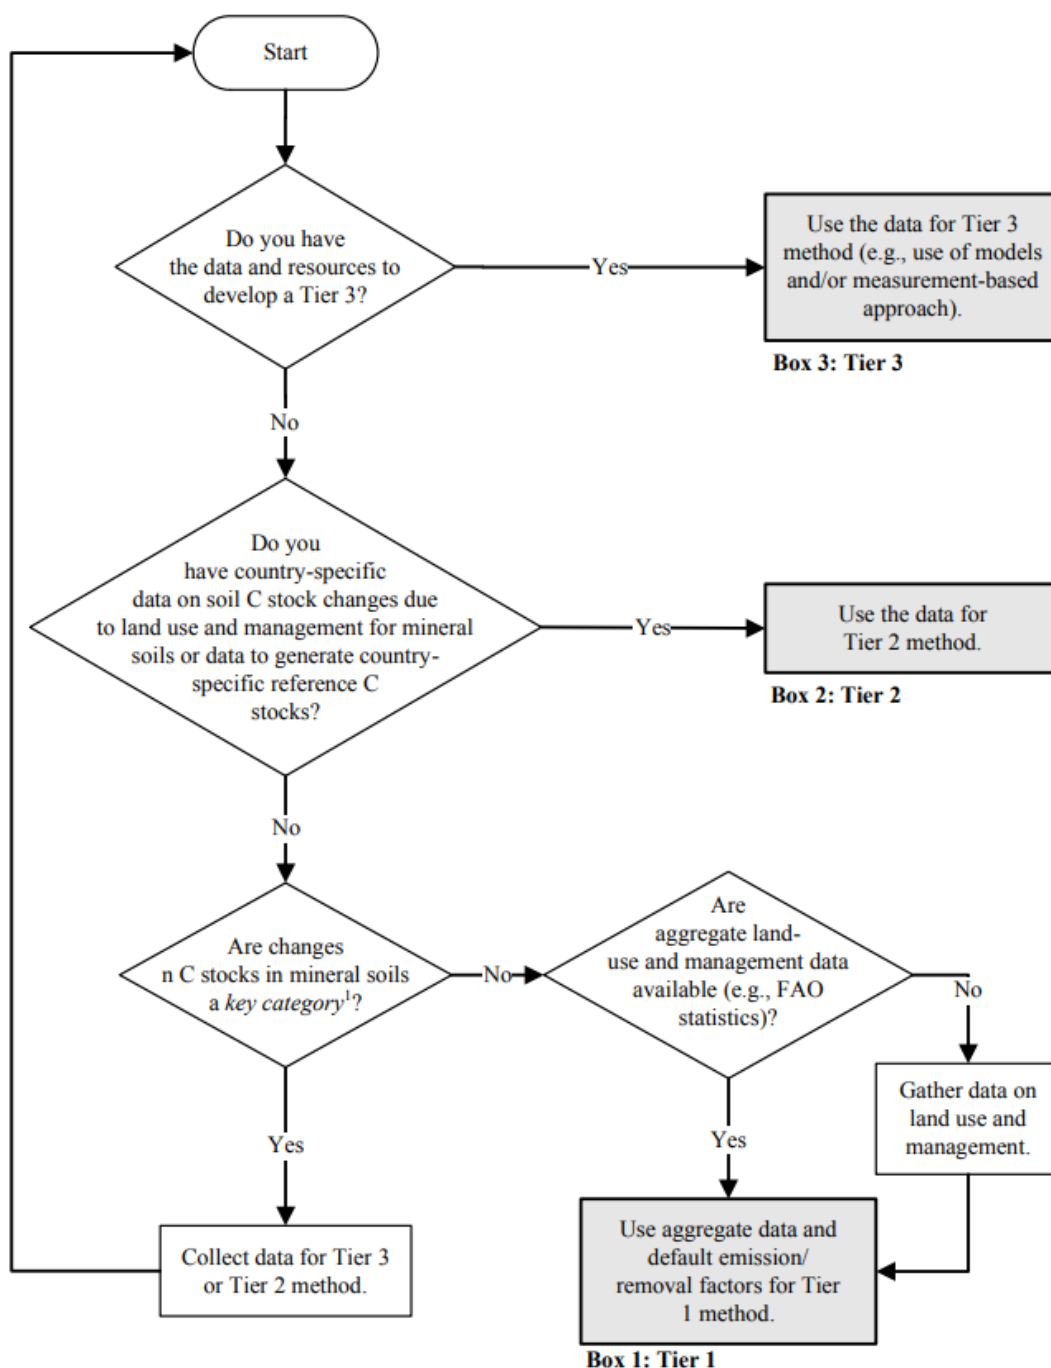 Start
Do you have
the data and resources to
develop a Tier 3?
Yes
Use the data for Tier 3
method (e.g., use of models
and/or measurement-based
approach).
Box 3: Tier 3
No
Do you
have country-specific
data on soil C stock changes due
to land use and management for mineral
soils or data to generate country-
specific reference C
stocks?
Yes
Use the data for
Tier 2 method.
Box 2: Tier 2
No
Are changes
n C stocks in mineral soils
a key category1?
No
Are
aggregate land-
use and management data
available (e.g., FAO
statistics)?
No
Gather data on
land use and
management.
Yes
Yes
Collect data for Tier 3
or Tier 2 method.
Use aggregate data and
default emission/
removal factors for Tier
1 method.
Box 1: Tier 1